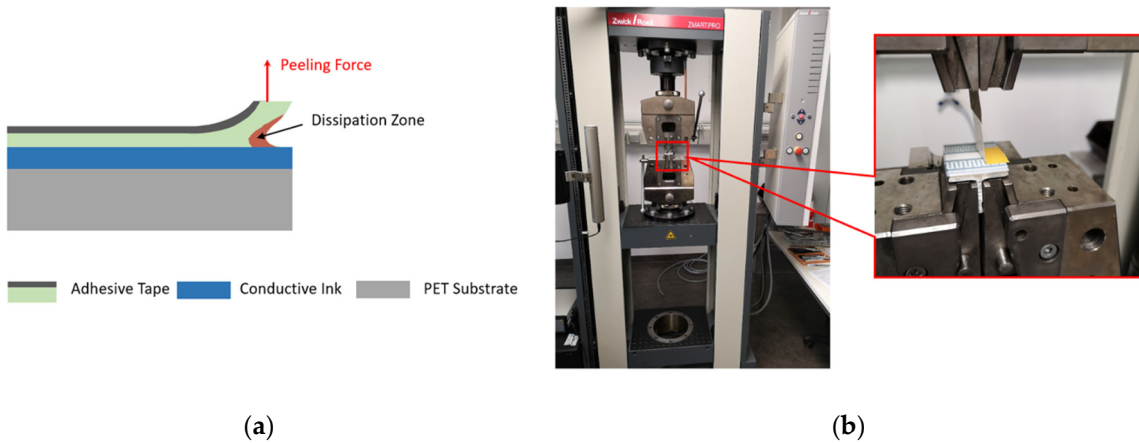 Peeling Force
Dissipation Zone
Adhesive Tape
Conductive Ink
PET Substrate
(a)
Zwick / Roell
ZMART.PRO
(b)